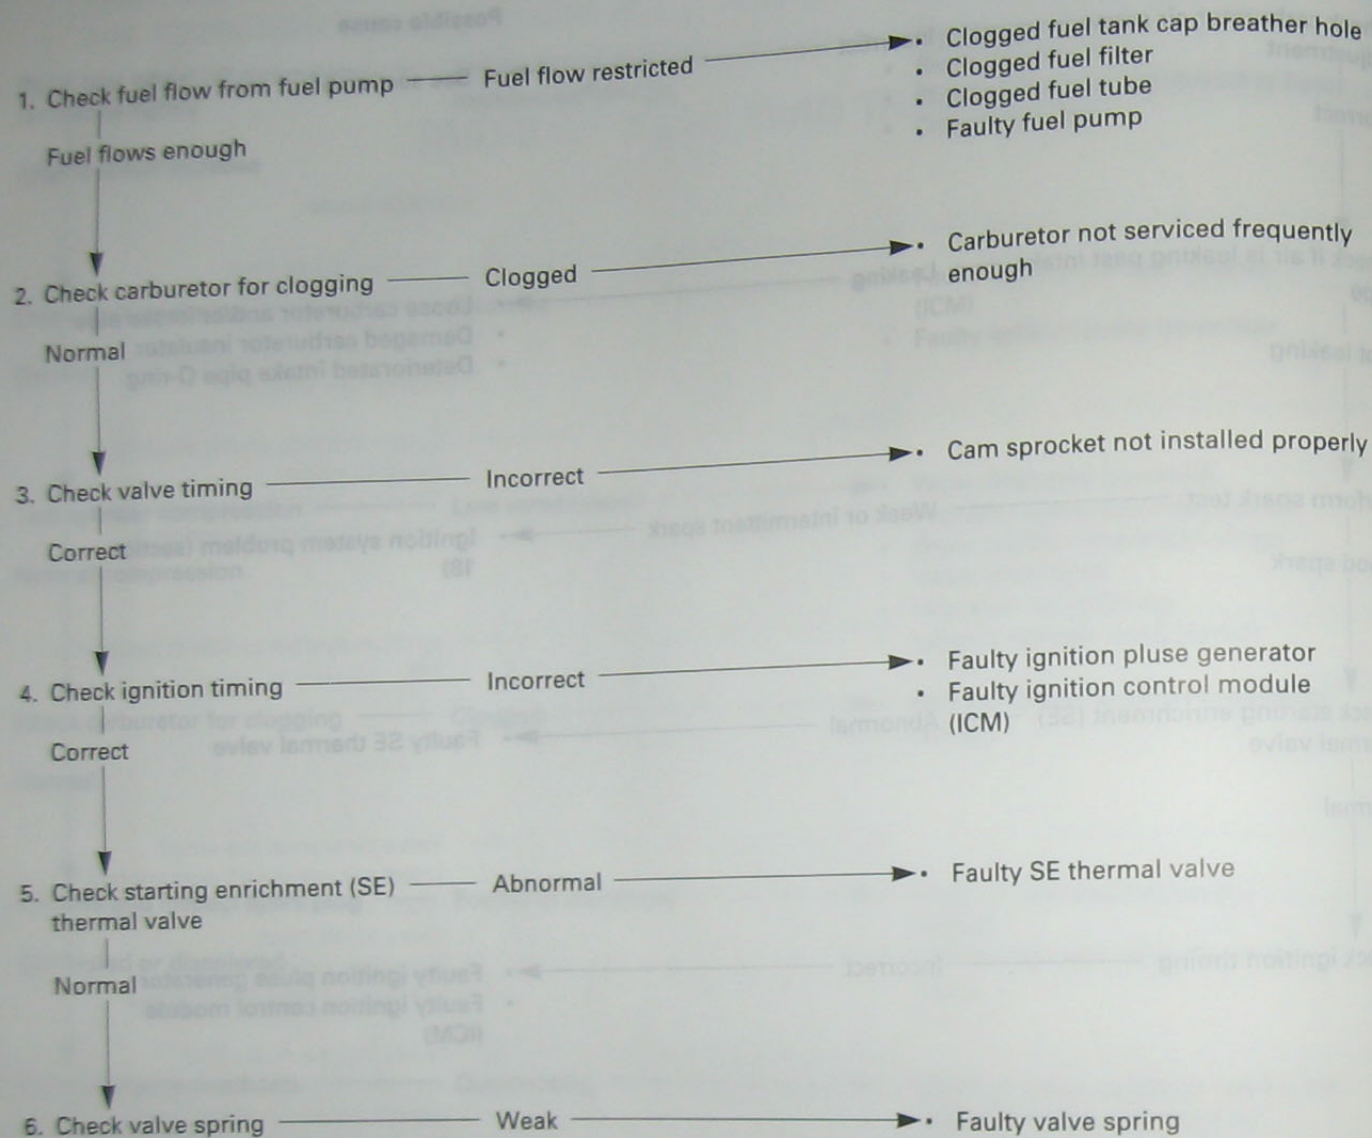 1. Check fuel flow from fuel pump Fuel flow restricted • Clogged fuel tank cap breather hole
• Clogged fuel filter
• Clogged fuel tube
• Faulty fuel pump
Fuel flows enough
2. Check carburetor for clogging Clogged • Carburetor not serviced frequently
enough
Normal
3. Check valve timing Incorrect • Cam sprocket not installed properly
Correct
4. Check ignition timing Incorrect • Faulty ignition pluse generator
• Faulty ignition control module
(ICM)
Correct
5. Check starting enrichment (SE) Abnormal • Faulty SE thermal valve
thermal valve
Normal
6. Check valve spring Weak • Faulty valve spring